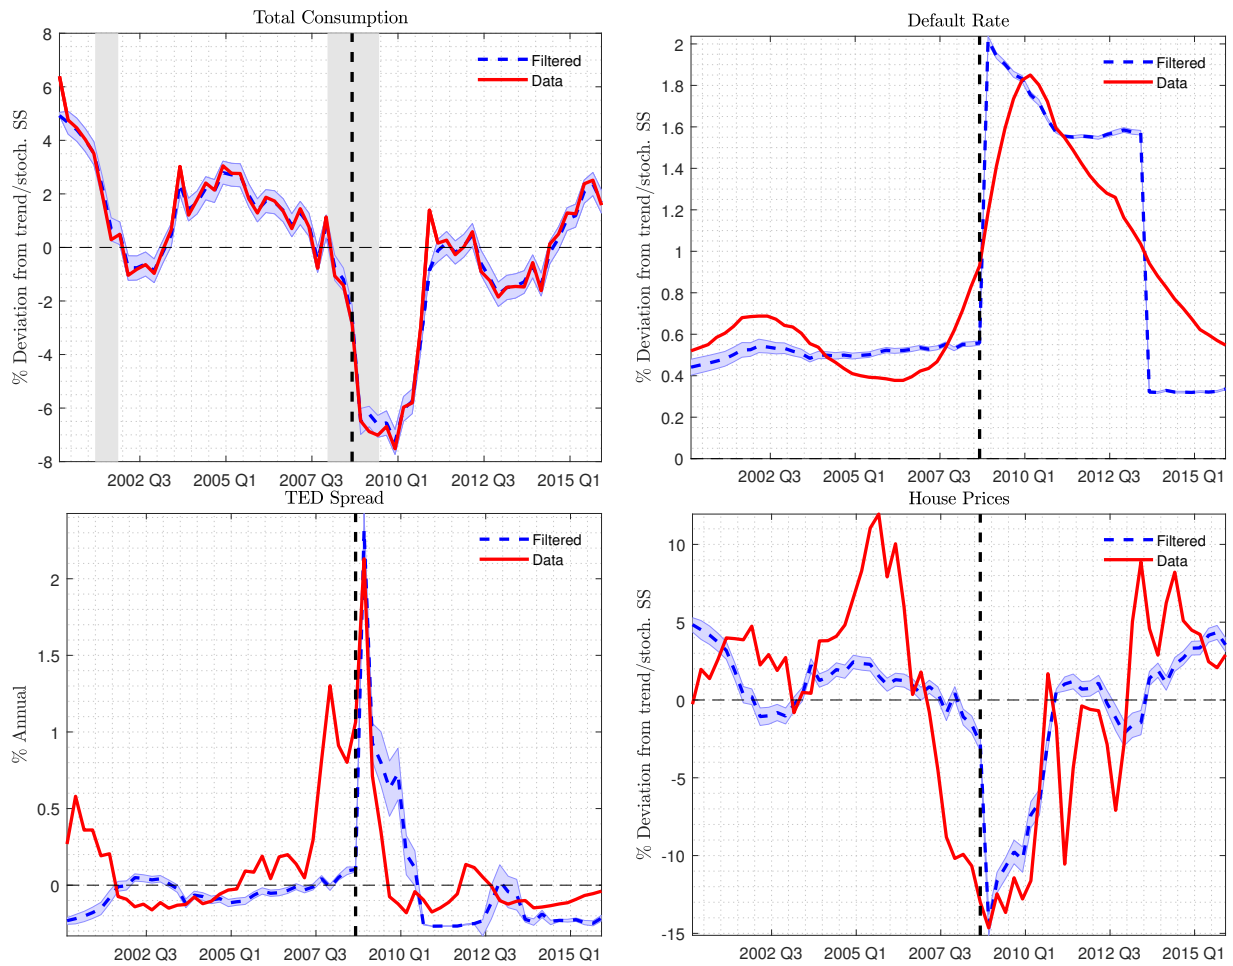 Total Consumption
% Deviation from trend/stoch. SS
8
6
4
2
0
-2
-4
-6
-8
Filtered
Data
2002 Q3
2005 Q1
2007 Q3
2010 Q1
2012 Q3
2015 Q1
Default Rate
% Deviation from trend/stoch. SS
2
1.8
1.6
1.4
1.2
1
0.8
0.6
0.4
0.2
0
Filtered
Data
2002 Q3
2005 Q1
2007 Q3
2010 Q1
2012 Q3
2015 Q1
TED Spread
% Annual
2
1.5
1
0.5
0
Filtered
Data
2002 Q3
2005 Q1
2007 Q3
2010 Q1
2012 Q3
2015 Q1
House Prices
% Deviation from trend/stoch. SS
10
5
0
-5
-10
-15
Filtered
Data
2002 Q3
2005 Q1
2007 Q3
2010 Q1
2012 Q3
2015 Q1